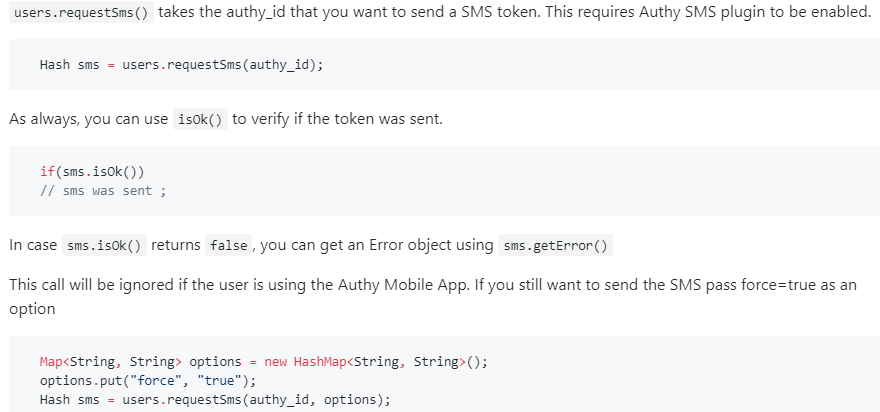 users.requestSms() takes the authy_id that you want to send a SMS token. This requires Authy SMS plugin to be enabled.
Hash sms = users.requestSms(authy_id);
As always, you can use isOk() to verify if the token was sent.
if(sms.isOk())
// sms was sent ;
In case sms.isOk() returns false, you can get an Error object using sms.getError()
This call will be ignored if the user is using the Authy Mobile App. If you still want to send the SMS pass force=true as an
option
Map<String, String> options = new HashMap<String, String>();
options.put("force", "true");
Hash sms = users.requestSms(authy_id, options);